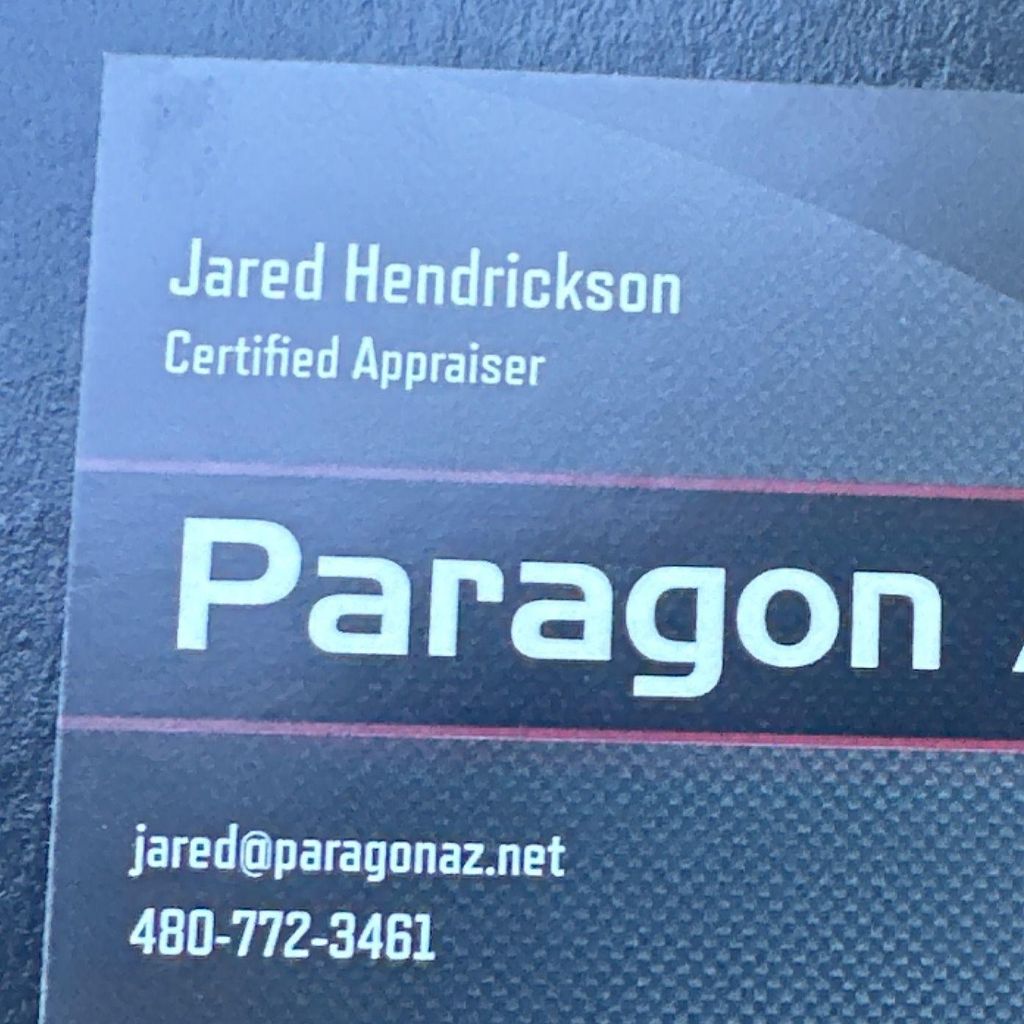 Jared Hendrickson
Certified Appraiser
Paragon
jared@paragonaz.net
480-772-3461